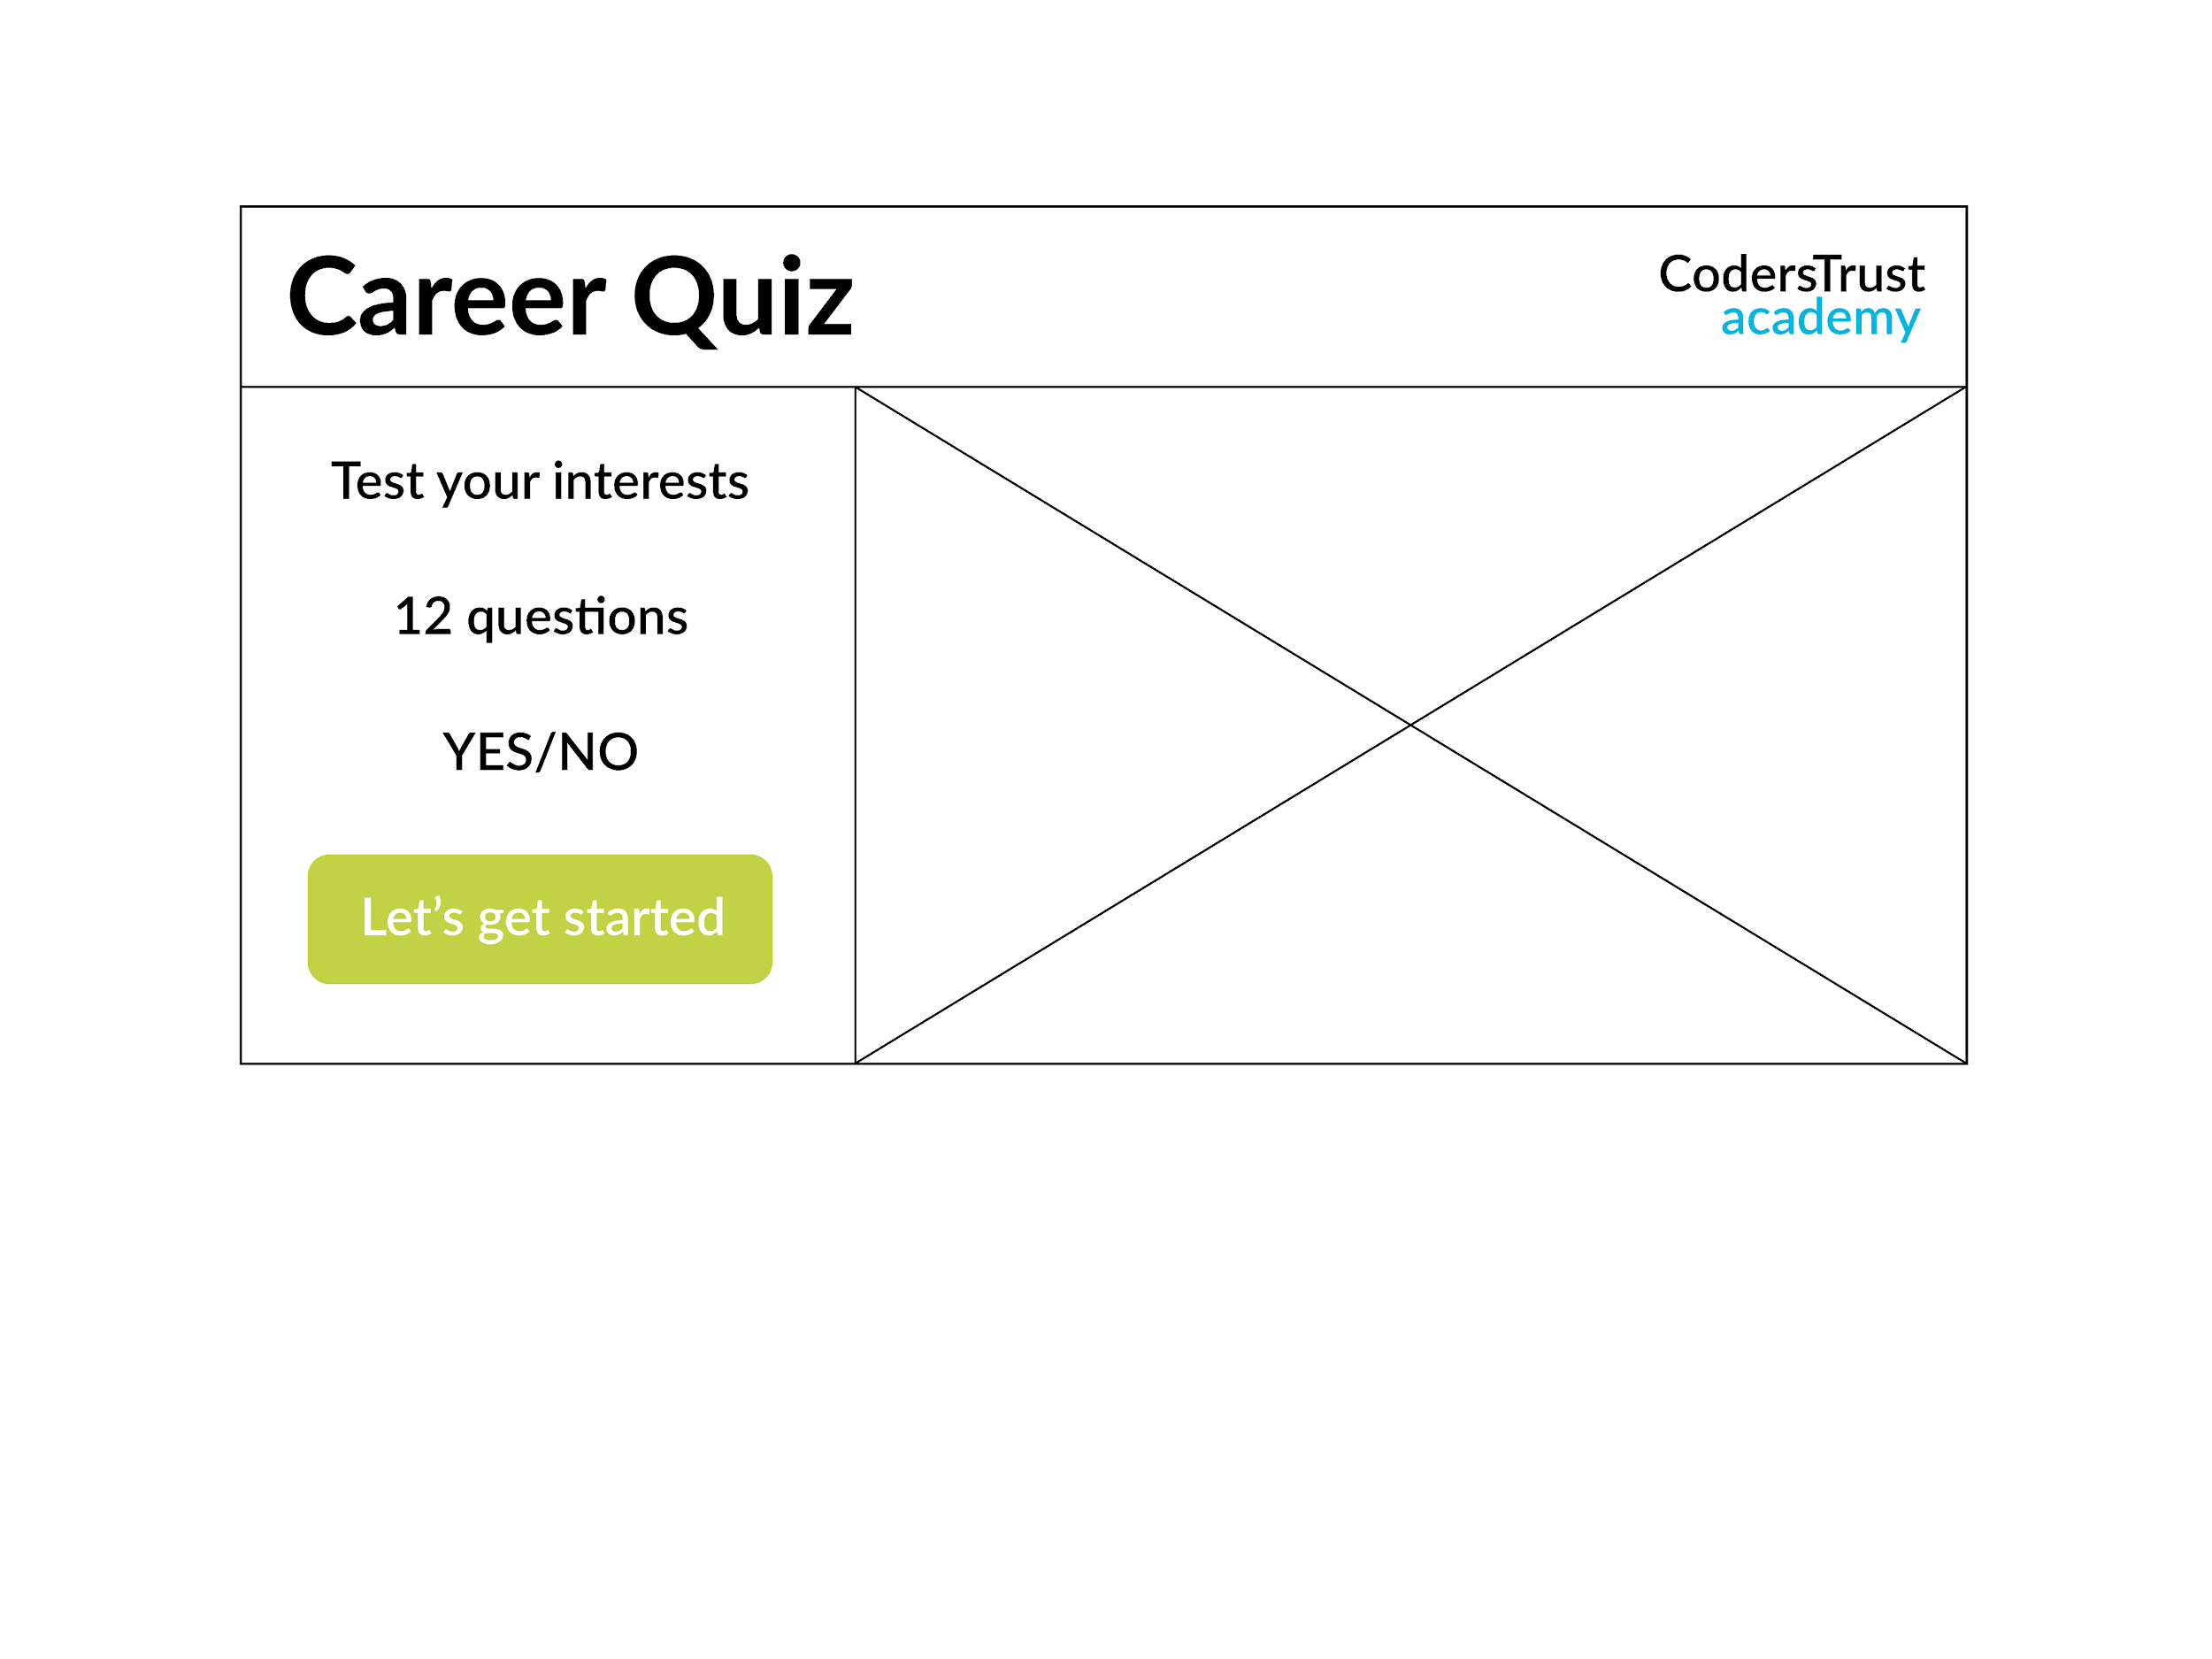 Career Quiz
CodersTrust
academy
Test your interests
12 questions
YES/NO
Let’s get started